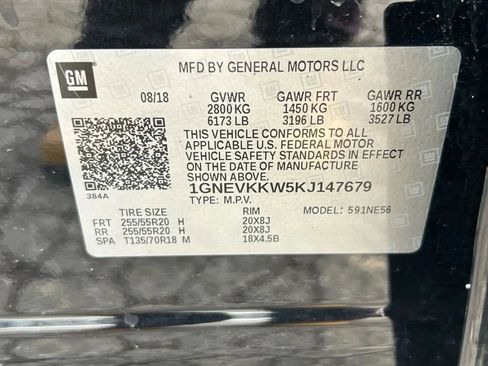 GM
MFD BY GENERAL MOTORS LLC
08/18 GVWR GAWR FRT GAWR RR
2800 KG 1450 KG 1600 KG
6173 LB 3196 LB 3527 LB
THIS VEHICLE CONFORMS TO ALL
APPLICABLE U.S. FEDERAL MOTOR
VEHICLE SAFETY STANDARDS IN EFFECT
ON THE DATE OF MANUFACTURE SHOWN ABOVE.
1GNEVKKW5KJ147679
TYPE: M.P.V. MODEL: 591NE56
384A
TIRE SIZE RIM
FRT 255/55R20 H 20X8J
RR 255/55R20 H 20X8J
SPA T135/70R18 M 18X4.5B